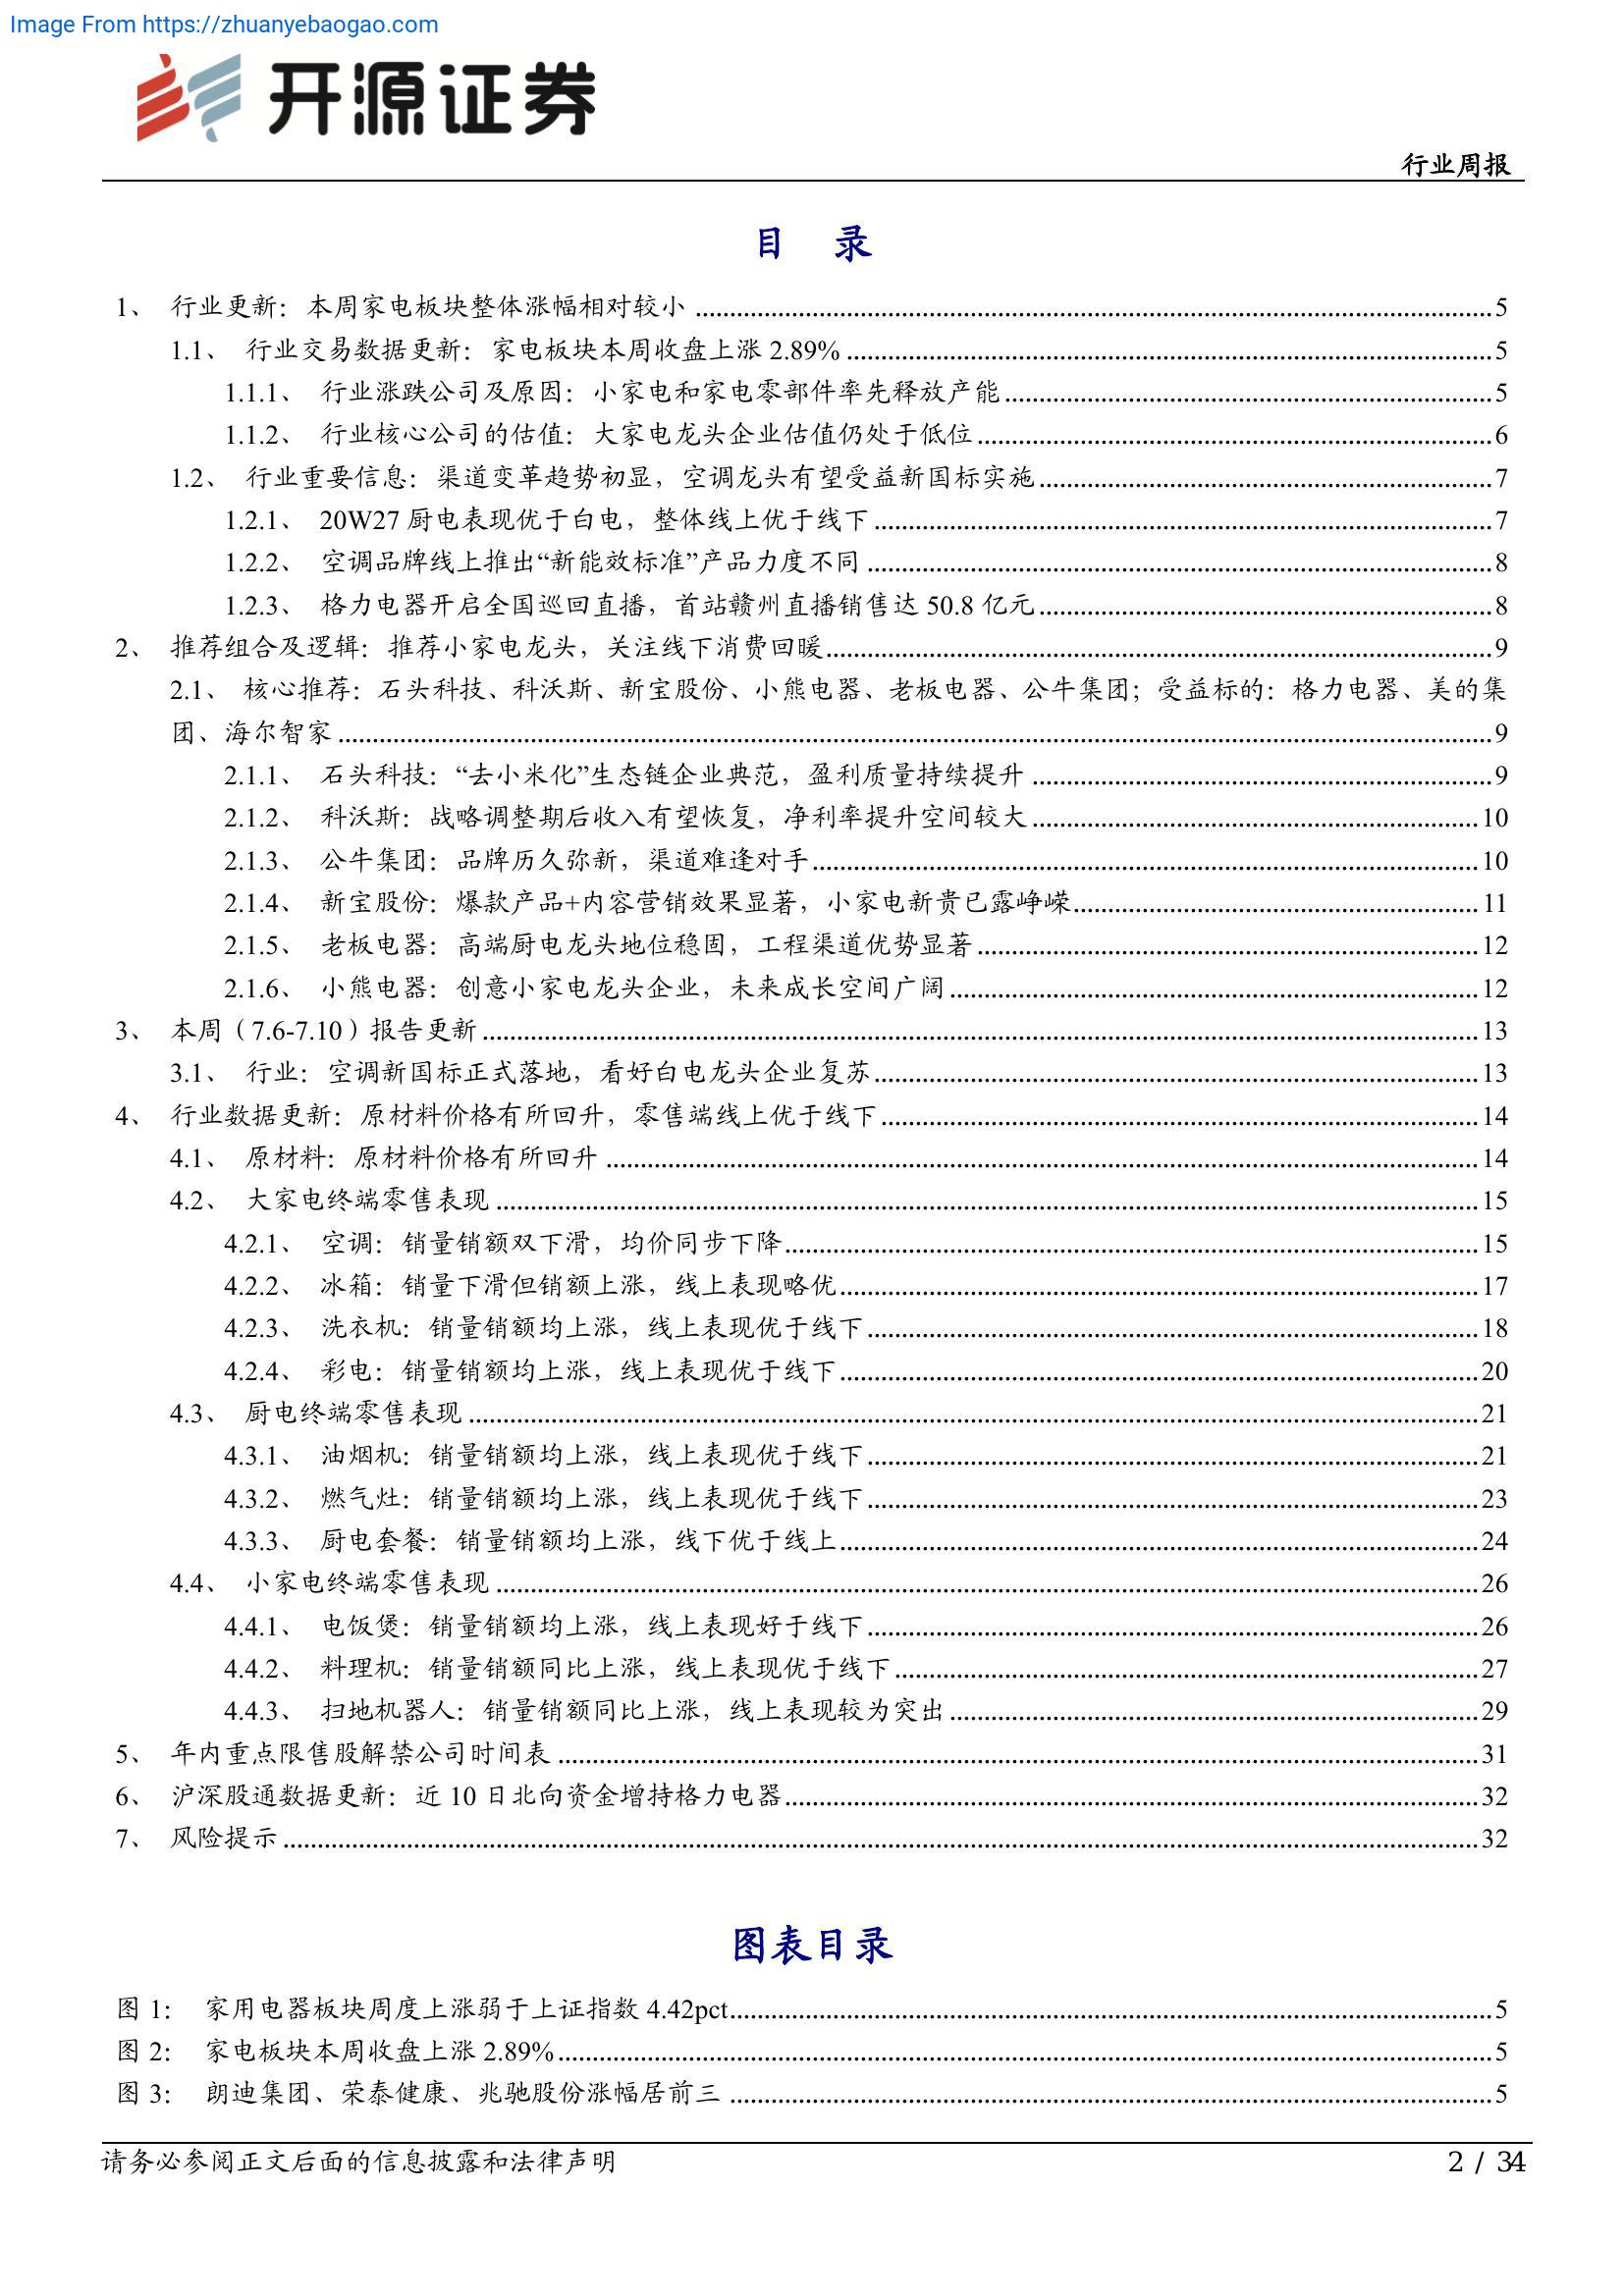 Image From https://zhuanyebaogao.com
开源证券
行业周报
目 录
1、 行业更新：本周家电板块整体涨幅相对较小 ........ 5
1.1、 行业交易数据更新：家电板块本周收盘上涨 2.89% ........ 5
1.1.1、 行业涨跌公司及原因：小家电和家电零部件率先释放产能 ........ 5
1.1.2、 行业核心公司的估值：大家电龙头企业估值仍处于低位 ........ 6
1.2、 行业重要信息：渠道变革趋势初显，空调龙头有望受益新国标实施 ........ 7
1.2.1、 20W27 厨电表现优于白电，整体线上优于线下 ........ 7
1.2.2、 空调品牌线上推出“新能效标准”产品力度不同 ........ 8
1.2.3、 格力电器开启全国巡回直播，首站赣州直播销售达 50.8 亿元 ........ 8
2、 推荐组合及逻辑：推荐小家电龙头，关注线下消费回暖 ........ 9
2.1、 核心推荐：石头科技、科沃斯、新宝股份、小熊电器、老板电器、公牛集团；受益标的：格力电器、美的集
团、海尔智家 ........ 9
2.1.1、 石头科技：“去小米化”生态链企业典范，盈利质量持续提升 ........ 9
2.1.2、 科沃斯：战略调整期后收入有望恢复，净利率提升空间较大 ........ 10
2.1.3、 公牛集团：品牌历久弥新，渠道难逢对手 ........ 10
2.1.4、 新宝股份：爆款产品+内容营销效果显著，小家电新贵已露峥嵘 ........ 11
2.1.5、 老板电器：高端厨电龙头地位稳固，工程渠道优势显著 ........ 12
2.1.6、 小熊电器：创意小家电龙头企业，未来成长空间广阔 ........ 12
3、 本周（7.6-7.10）报告更新 ........ 13
3.1、 行业：空调新国标正式落地，看好白电龙头企业复苏 ........ 13
4、 行业数据更新：原材料价格有所回升，零售端线上优于线下 ........ 14
4.1、 原材料：原材料价格有所回升 ........ 14
4.2、 大家电终端零售表现 ........ 15
4.2.1、 空调：销量销额双下滑，均价同步下降 ........ 15
4.2.2、 冰箱：销量下滑但销额上涨，线上表现略优 ........ 17
4.2.3、 洗衣机：销量销额均上涨，线上表现优于线下 ........ 18
4.2.4、 彩电：销量销额均上涨，线上表现优于线下 ........ 20
4.3、 厨电终端零售表现 ........ 21
4.3.1、 油烟机：销量销额均上涨，线上表现优于线下 ........ 21
4.3.2、 燃气灶：销量销额均上涨，线上表现优于线下 ........ 23
4.3.3、 厨电套餐：销量销额均上涨，线下优于线上 ........ 24
4.4、 小家电终端零售表现 ........ 26
4.4.1、 电饭煲：销量销额均上涨，线上表现好于线下 ........ 26
4.4.2、 料理机：销量销额同比上涨，线上表现优于线下 ........ 27
4.4.3、 扫地机器人：销量销额同比上涨，线上表现较为突出 ........ 29
5、 年内重点限售股解禁公司时间表 ........ 31
6、 沪深股通数据更新：近 10 日北向资金增持格力电器 ........ 32
7、 风险提示 ........ 32
图表目录
图 1： 家用电器板块周度上涨弱于上证指数 4.42pct ........ 5
图 2： 家电板块本周收盘上涨 2.89% ........ 5
图 3： 朗迪集团、荣泰健康、兆驰股份涨幅居前三 ........ 5
请务必参阅正文后面的信息披露和法律声明
2 / 34